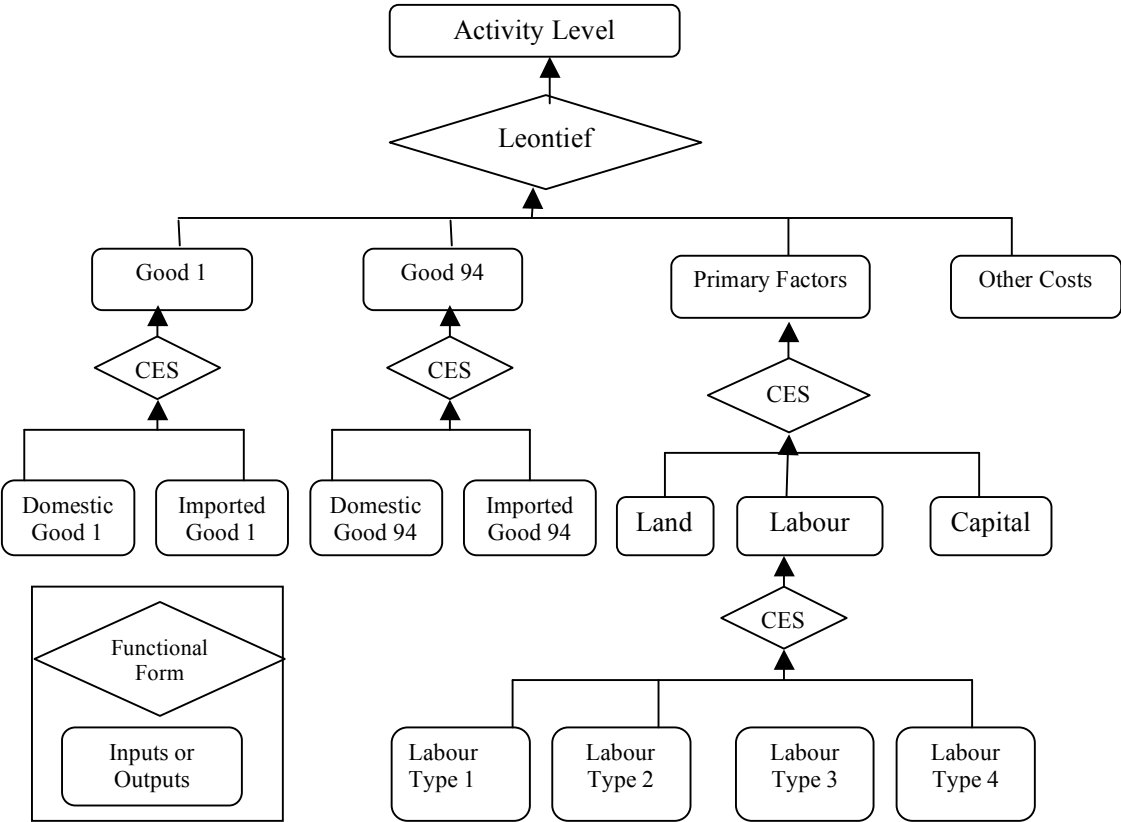 Activity Level
Leontief
Good 1
Good 94
Primary Factors
Other Costs
CES
CES
CES
Domestic
Good 1
Imported
Good 1
Domestic
Good 94
Imported
Good 94
Land
Labour
Capital
CES
Functional
Form
Inputs or
Outputs
Labour
Type 1
Labour
Type 2
Labour
Type 3
Labour
Type 4